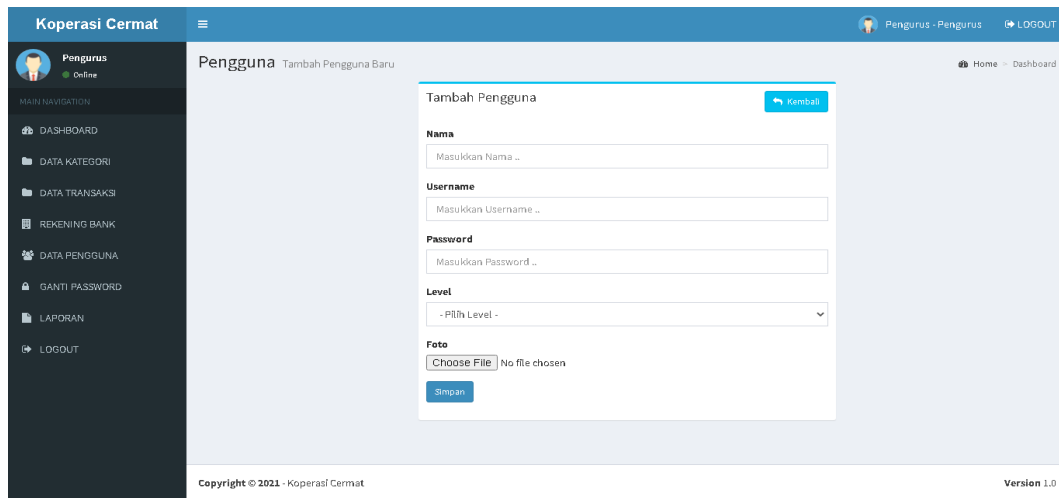 Koperasi Cermat
Pengurus - Pengurus LOGOUT
Pengurus
Online
MAIN NAVIGATION
DASHBOARD
DATA KATEGORI
DATA TRANSAKSI
REKENING BANK
DATA PENGGUNA
GANTI PASSWORD
LAPORAN
LOGOUT
Pengguna Tambah Pengguna Baru
Home > Dashboard
Tambah Pengguna
Kembali
Nama
Masukkan Nama ..
Username
Masukkan Username ..
Password
Masukkan Password ..
Level
- Pilih Level -
Foto
Choose File No file chosen
Simpan
Copyright © 2021 - Koperasi Cermat
Version 1.0